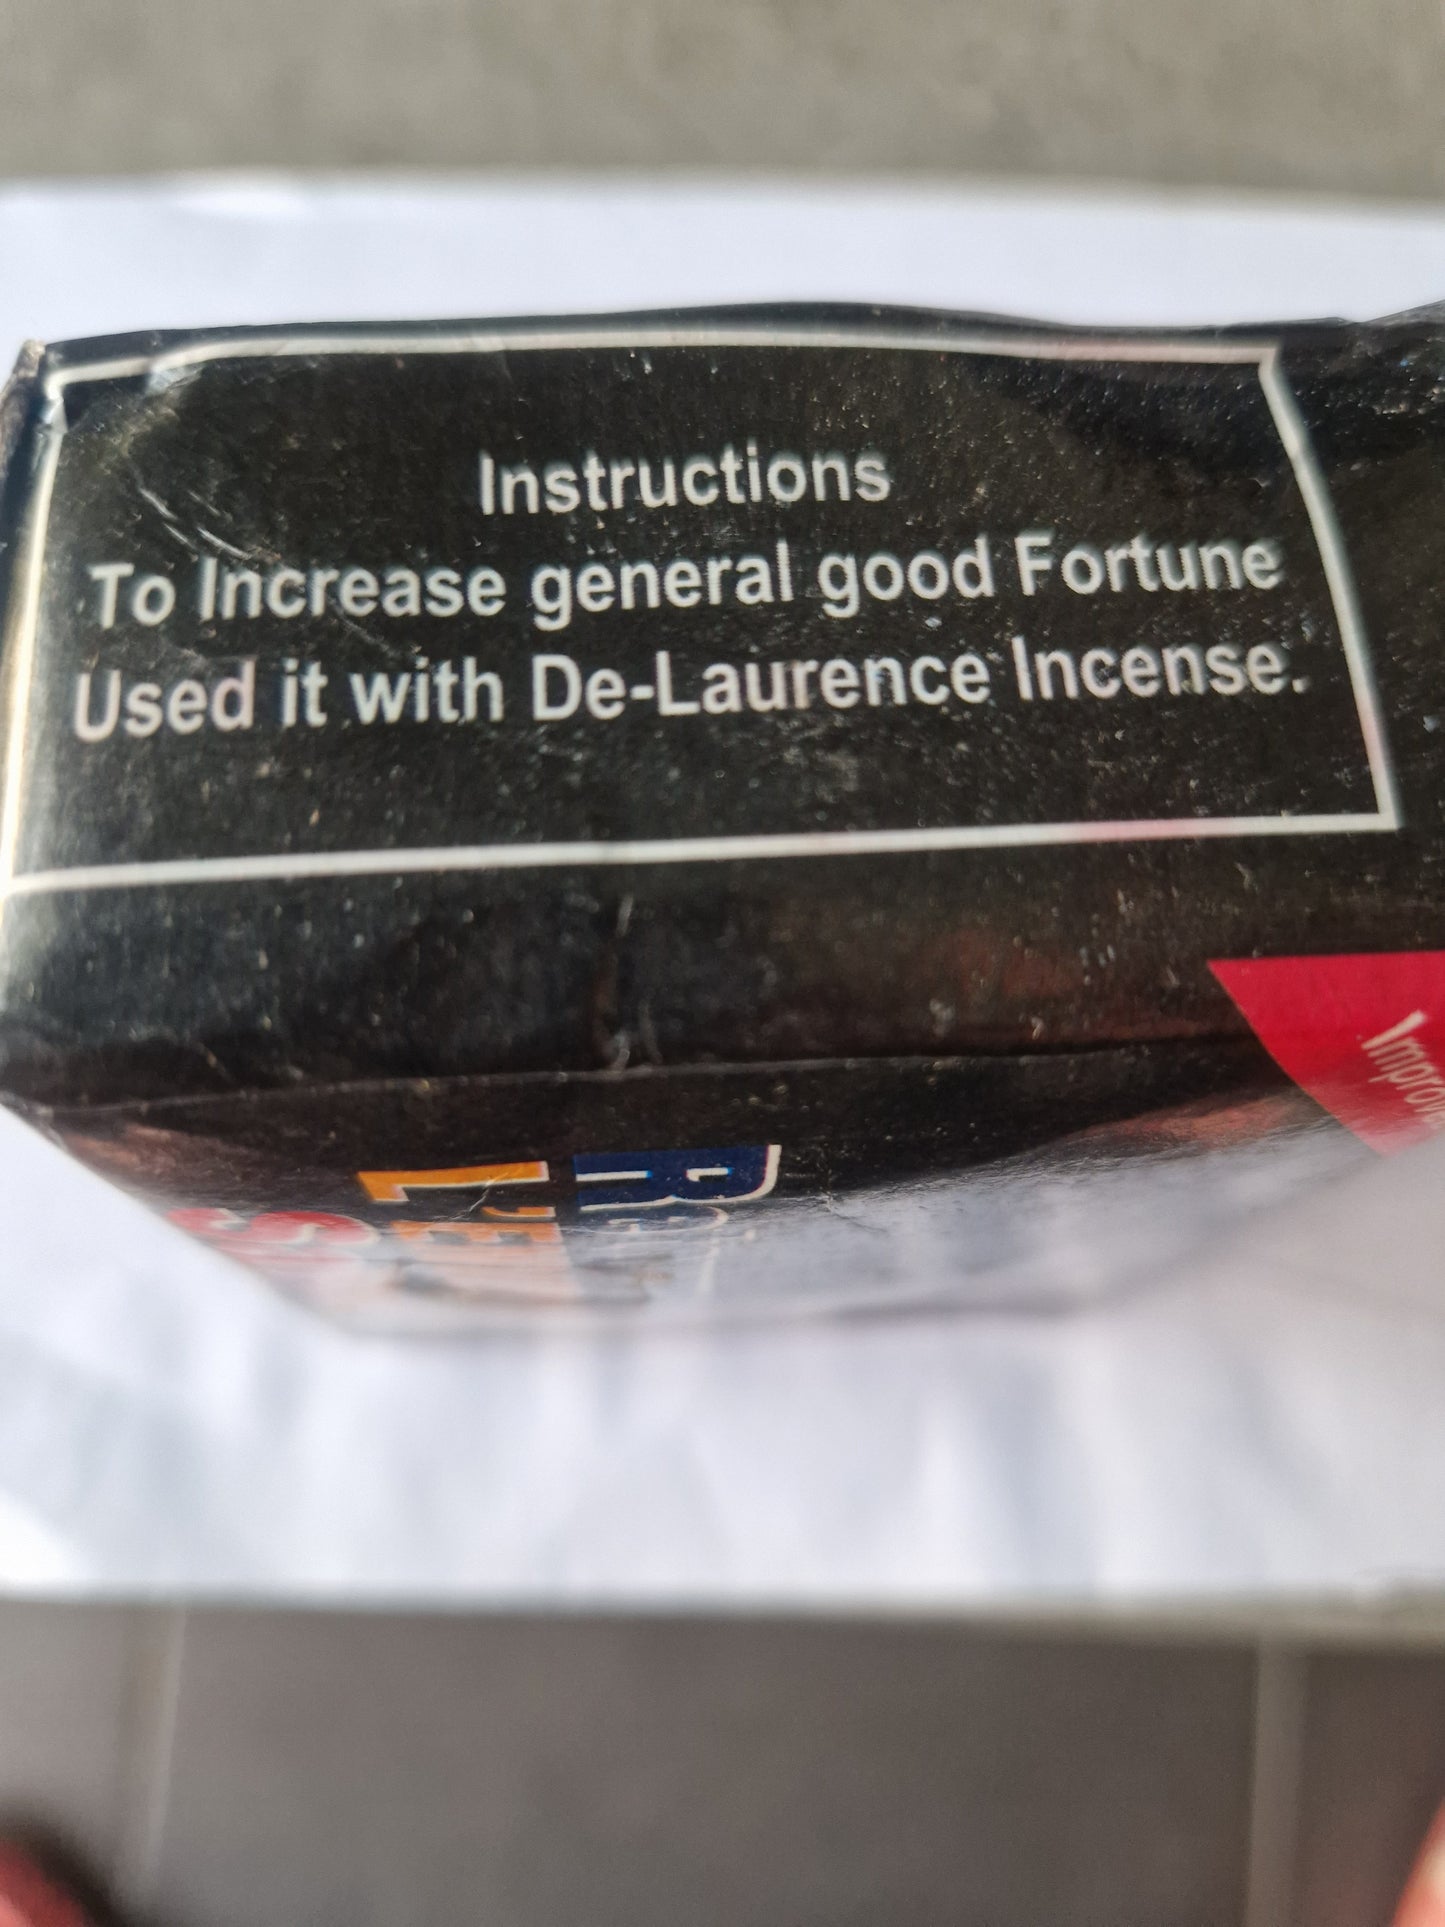 Instructions
To Increase general good Fortune
Used it with De-Laurence Incense.